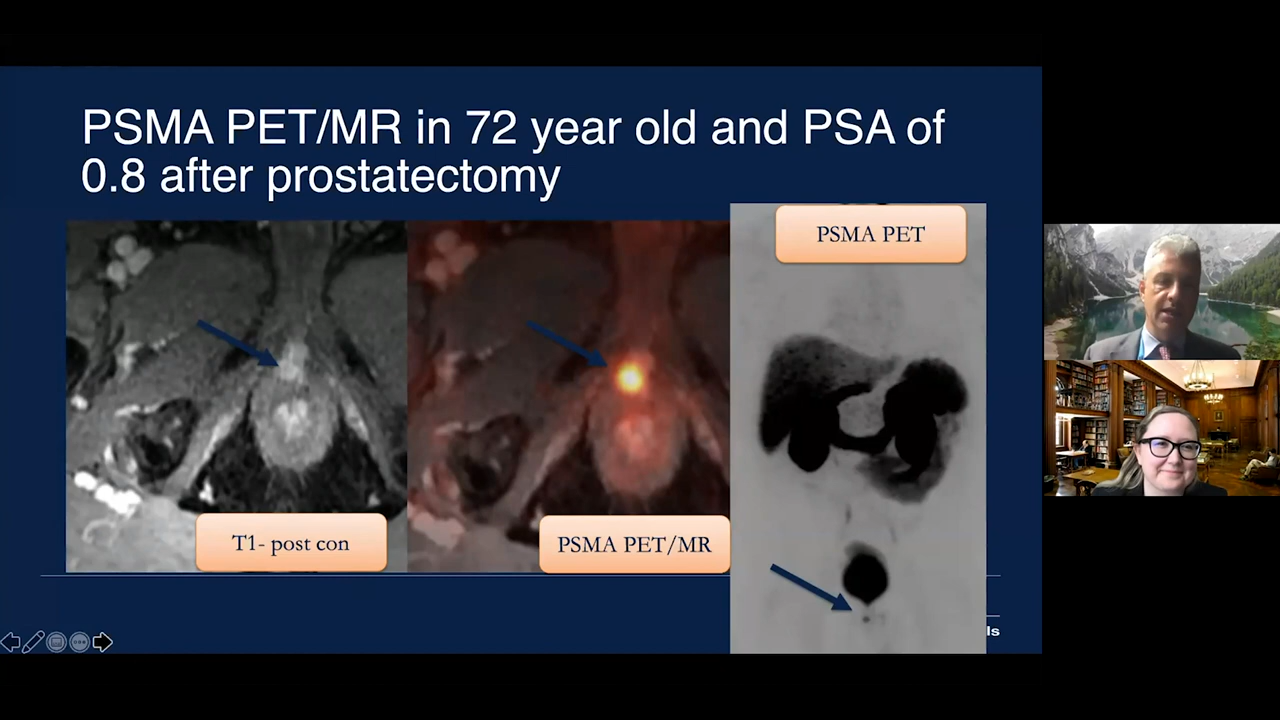 PSMA PET/MR in 72 year old and PSA of
0.8 after prostatectomy
PSMA PET
T1- post con
PSMA PET/MR
ls